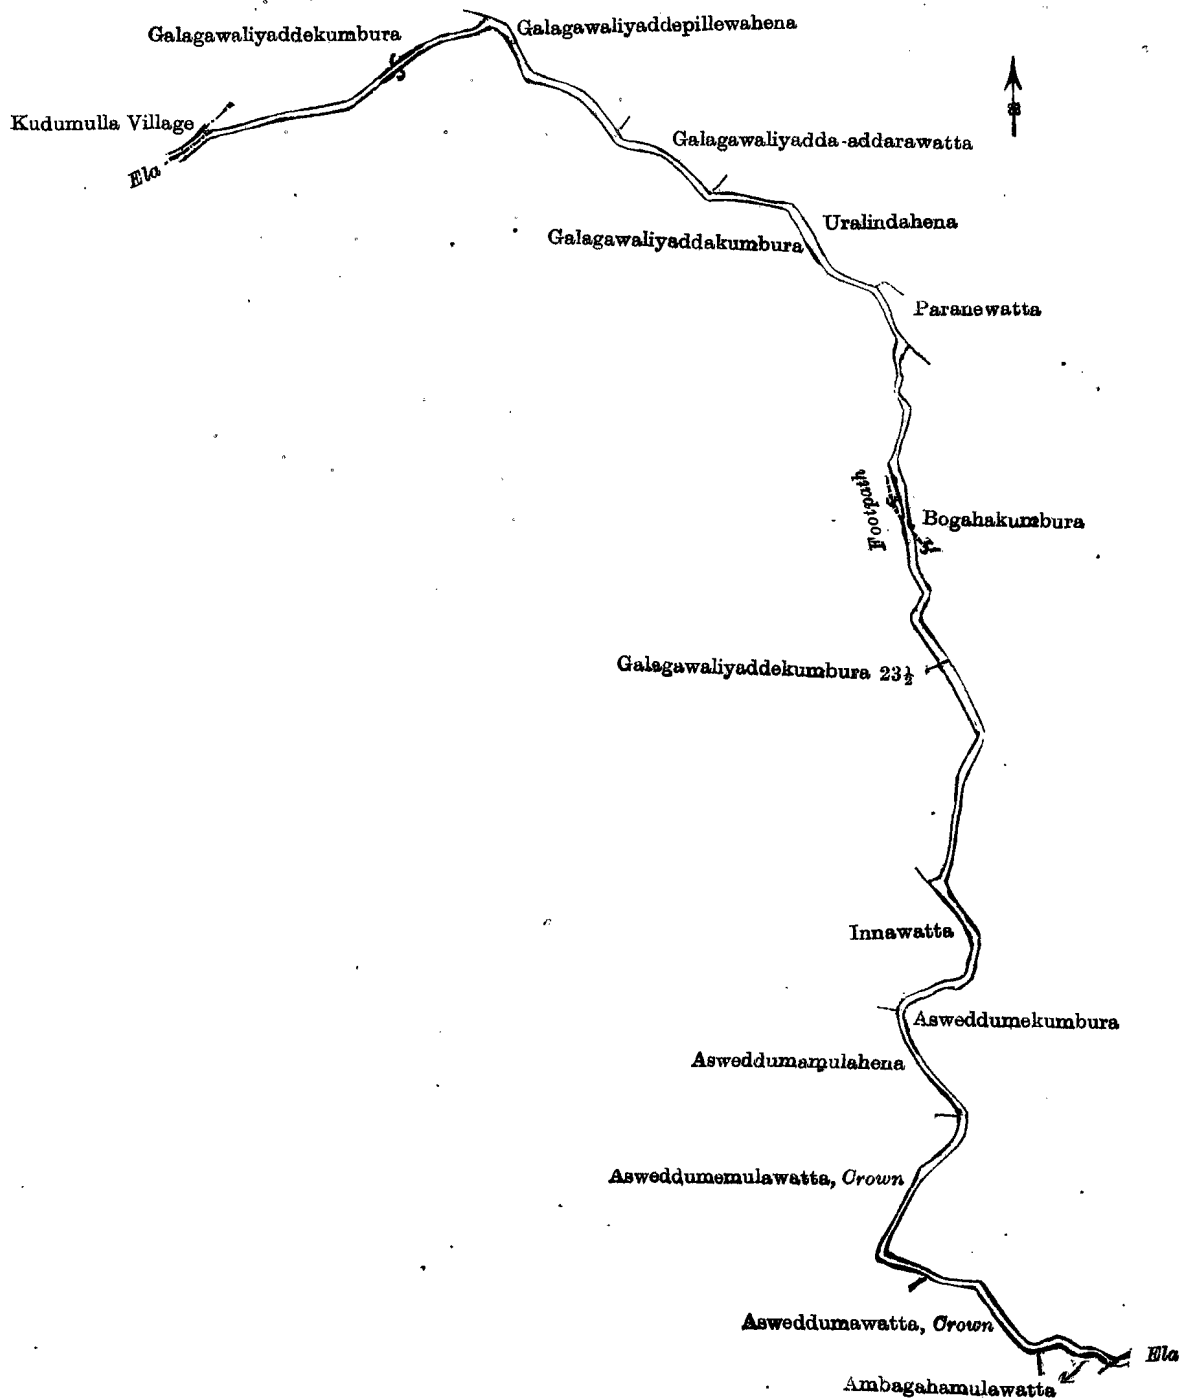 Galagawaliyaddekumbura
Galagawaliyaddepillewahena
Kudumulla Village
Ela
Galagawaliyadda-addarawatta
Uralindahena
Galagawaliyaddakumbura
Paranewatta
Footpath
Bogahakumbura
Galagawaliyaddekumbura 23½
Innawatta
Asweddumekumbura
Asweddumamulahena
Asweddumemulawatta, Crown
Asweddumawatta, Crown
Ela
Ambagahamulawatta